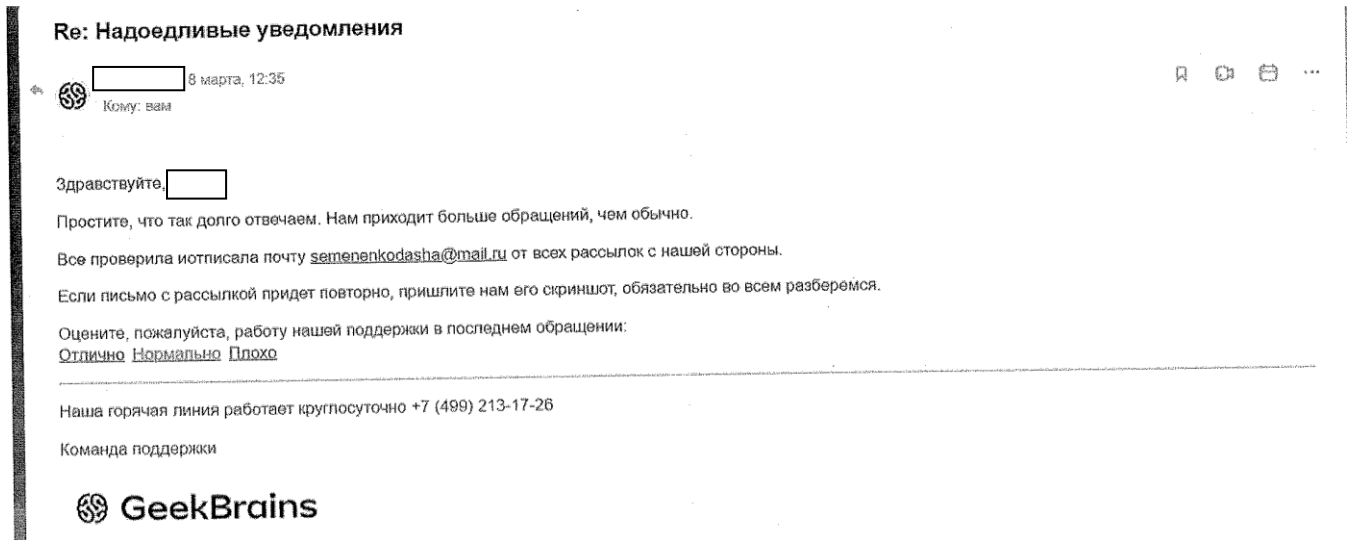 Re: Надоедливые уведомления
8 марта, 12:35
Кому: вам
Здравствуйте,
Простите, что так долго отвечаем. Нам приходит больше обращений, чем обычно.
Все проверила иотписала почту semenenkodasha@mail.ru от всех рассылок с нашей стороны.
Если письмо с рассылкой придет повторно, пришлите нам его скриншот, обязательно во всем разберемся.
Оцените, пожалуйста, работу нашей поддержки в последнем обращении:
Отлично Нормально Плохо
Наша горячая линия работает круглосуточно +7 (499) 213-17-26
Команда поддержки
GeekBrains